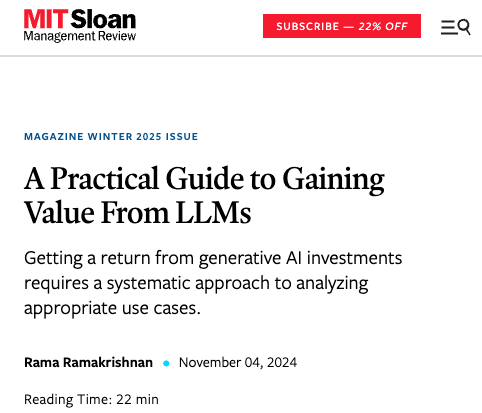 MIT Sloan
Management Review
SUBSCRIBE — 22% OFF
MAGAZINE WINTER 2025 ISSUE
A Practical Guide to Gaining
Value From LLMs
Getting a return from generative AI investments
requires a systematic approach to analyzing
appropriate use cases.
Rama Ramakrishnan • November 04, 2024
Reading Time: 22 min